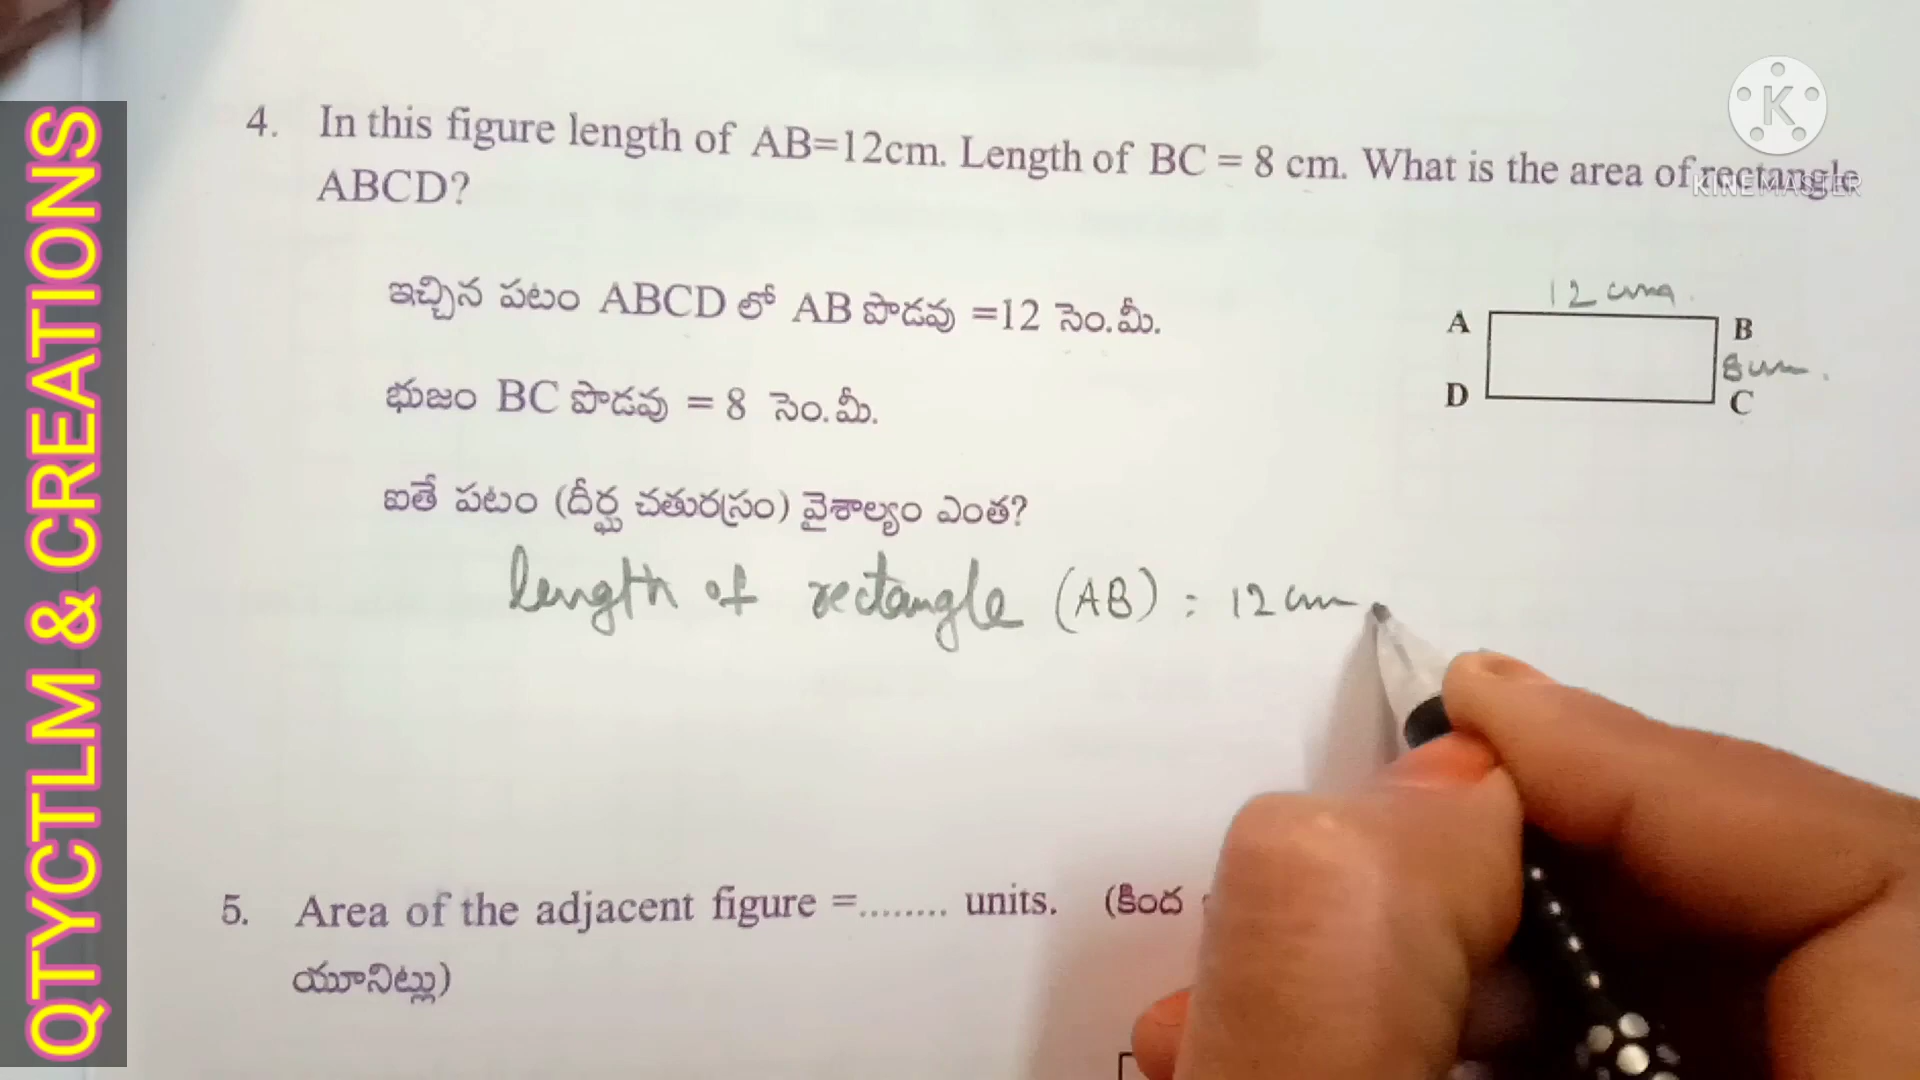 QTYCTLM & CREATIONS
K
KINEMASTER
4. In this figure length of AB=12cm. Length of BC = 8 cm. What is the area of rectangle
ABCD?
ఇచ్చిన పటం ABCD లో AB పొడవు =12 సెం.మీ.
12 cm
A
B
8cm.
D
C
భుజం BC పొడవు = 8 సెం.మీ.
ఐతే పటం (దీర్ఘ చతురస్రం) వైశాల్యం ఎంత?
length of rectangle (AB) = 12 cm
5. Area of the adjacent figure =........ units. (కింద
యూనిట్లు)